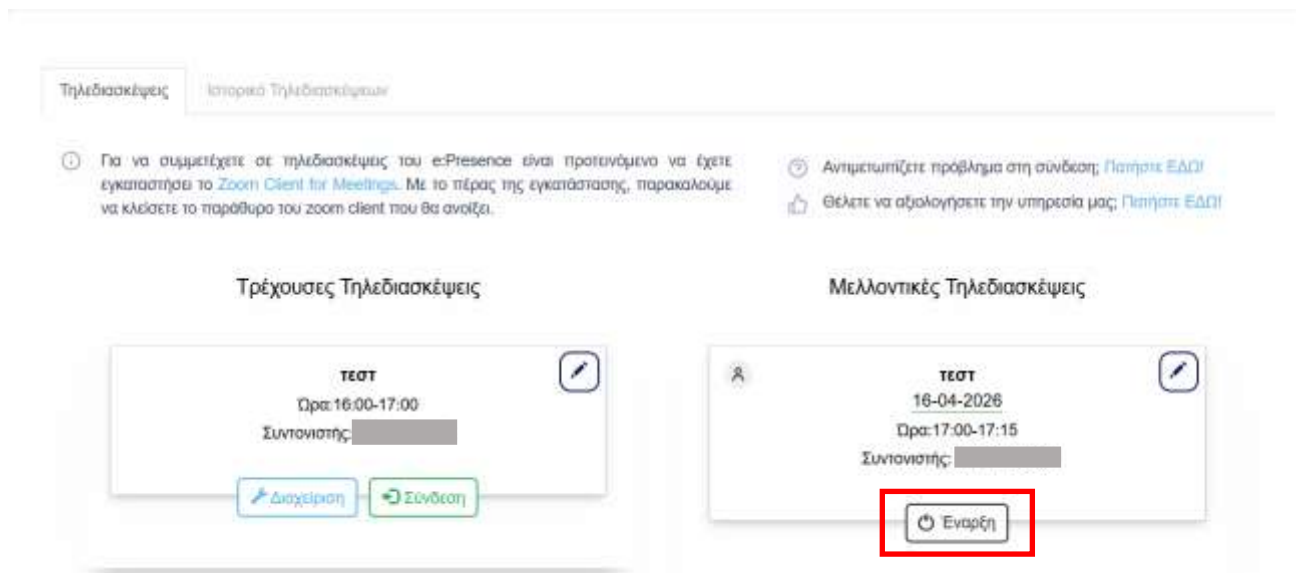 Τηλεδιασκέψεις
Ιστορικό Τηλεδιασκέψεων
Για να συμμετέχετε σε τηλεδιασκέψεις του e:Presence είναι προτεινόμενο να έχετε
εγκαταστήσει το Zoom Client for Meetings. Με το πέρας της εγκατάστασης, παρακαλούμε
να κλείσετε το παράθυρο του zoom client που θα ανοίξει.
Αντιμετωπίζετε πρόβλημα στη σύνδεση; Πατήστε ΕΔΩ!
Θέλετε να αξιολογήσετε την υπηρεσία μας; Πατήστε ΕΔΩ!
Τρέχουσες Τηλεδιασκέψεις
τεστ
Ώρα:16:00-17:00
Συντονιστής:
Διαχείριση
Σύνδεση
Μελλοντικές Τηλεδιασκέψεις
τεστ
16-04-2026
Ώρα:17:00-17:15
Συντονιστής:
Έναρξη